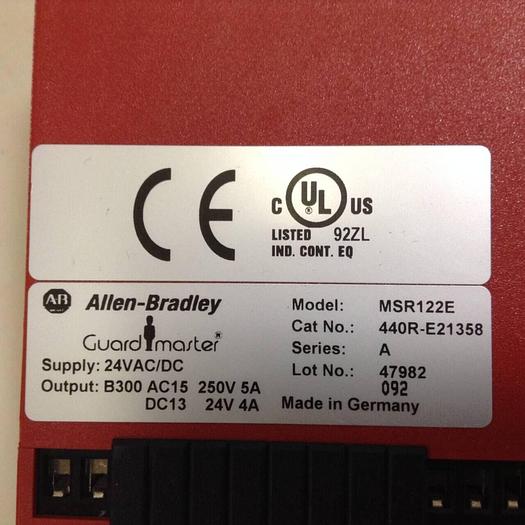 CE
C UL US
®
LISTED 92ZL
IND. CONT. EQ
AB Allen-Bradley
Guardmaster®
Supply: 24VAC/DC
Output: B300 AC15 250V 5A
DC13 24V 4A
Model: MSR122E
Cat No.: 440R-E21358
Series: A
Lot No.: 47982
092
Made in Germany